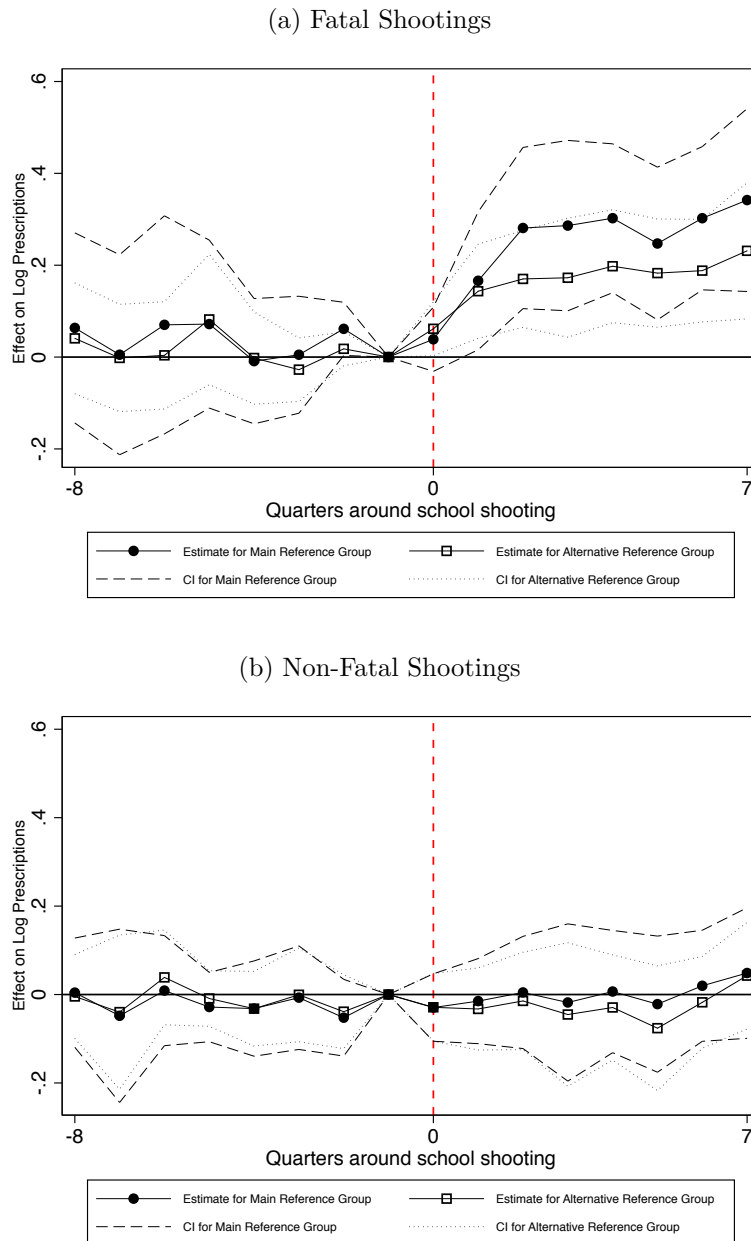 (a) Fatal Shootings
.6
.4
.2
0
-.2
Effect on Log Prescriptions
-8
0
7
Quarters around school shooting
Estimate for Main Reference Group
Estimate for Alternative Reference Group
CI for Main Reference Group
CI for Alternative Reference Group
(b) Non-Fatal Shootings
.6
.4
.2
0
-.2
Effect on Log Prescriptions
-8
0
7
Quarters around school shooting
Estimate for Main Reference Group
Estimate for Alternative Reference Group
CI for Main Reference Group
CI for Alternative Reference Group